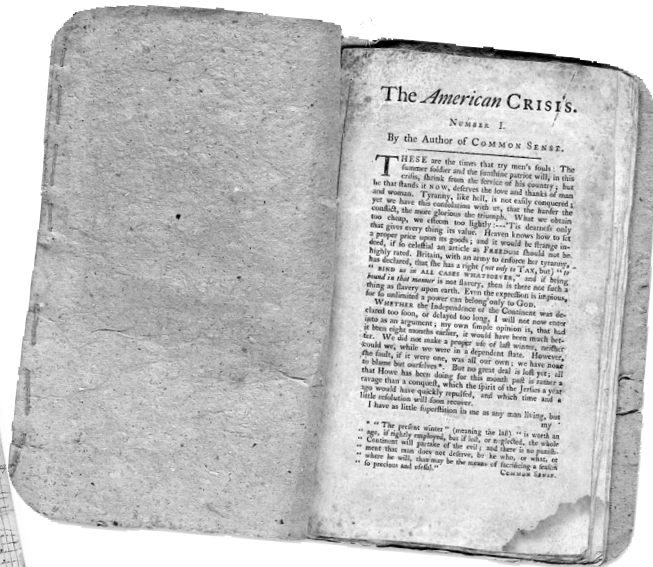 The American CRISIS.
NUMBER I.
By the Author of COMMON SENSE.
THESE are the times that try men's souls: The
summer soldier and the sunshine patriot will, in this
crisis, shrink from the service of his country; but
he that stands it NOW, deserves the love and thanks of man
and woman. Tyranny, like hell, is not easily conquered;
yet we have this consolation with us, that the harder the
conflict, the more glorious the triumph. What we obtain
too cheap, we esteem too lightly:---'Tis dearness only
that gives every thing its value. Heaven knows how to set
a proper price upon its goods; and it would be strange in-
deed, if so celestial an article as FREEDOM should not be
highly rated. Britain, with an army to enforce her tyranny,
has declared, that she has a right (not only to TAX, but) "to
" BIND us in ALL CASES WHATSOEVER," and if being
bound in that manner is not slavery, then is there not such a
thing as slavery upon earth. Even the expression is impious,
for so unlimited a power can belong only to GOD.
WHETHER the Independence of the Continent was de-
clared too soon, or delayed too long, I will not now enter
into as an argument; my own simple opinion is, that had
it been eight months earlier, it would have been much bet-
ter. We did not make a proper use of last winter, neither
could we, while we were in a dependent state. However,
the fault, if it were one, was all our own; we have none
to blame but ourselves*. But no great deal is lost yet; all
that Howe has been doing for this month past is rather a
ravage than a conquest, which the spirit of the Jersies a year
ago would have quickly repulsed, and which time and a
little resolution will soon recover.
I have as little superstition in me as any man living, but
my
* " The present winter" (meaning the last) " is worth an
" age, if rightly employed, but if lost, or neglected, the whole
" Continent will partake of the evil; and there is no punish-
" ment that man does not deserve, be he who, or what, or
" where he will, that may be the means of sacrificing a season
" so precious and useful."
COMMON SENSE.